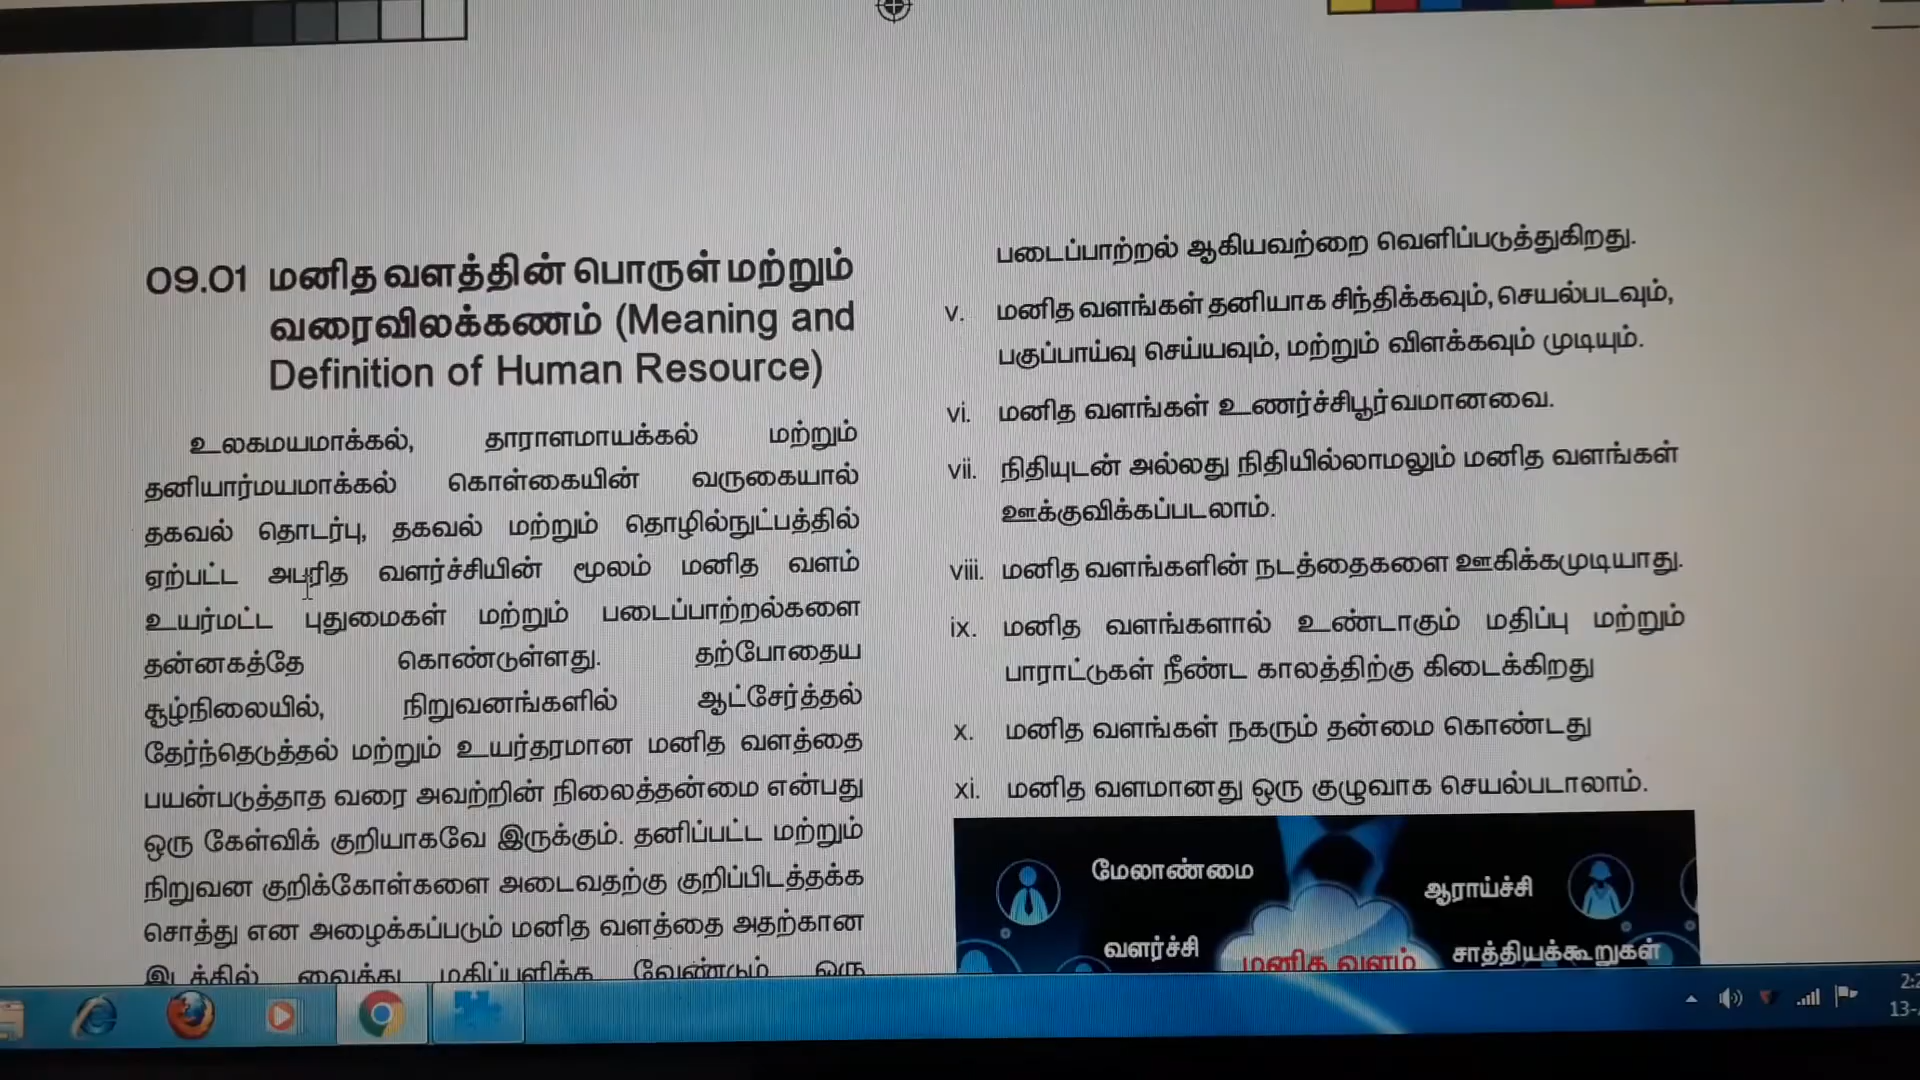 09.01 மனித வளத்தின் பொருள் மற்றும்
வரைவிலக்கணம் (Meaning and
Definition of Human Resource)
உலகமயமாக்கல், தாராளமாயக்கல் மற்றும்
தனியார்மயமாக்கல் கொள்கையின் வருகையால்
தகவல் தொடர்பு, தகவல் மற்றும் தொழில்நுட்பத்தில்
ஏற்பட்ட அபரித வளர்ச்சியின் மூலம் மனித வளம்
உயர்மட்ட புதுமைகள் மற்றும் படைப்பாற்றல்களை
தன்னகத்தே கொண்டுள்ளது. தற்போதைய
சூழ்நிலையில், நிறுவனங்களில் ஆட்சேர்த்தல்
தேர்ந்தெடுத்தல் மற்றும் உயர்தரமான மனித வளத்தை
பயன்படுத்தாத வரை அவற்றின் நிலைத்தன்மை என்பது
ஒரு கேள்விக் குறியாகவே இருக்கும். தனிப்பட்ட மற்றும்
நிறுவன குறிக்கோள்களை அடைவதற்கு குறிப்பிடத்தக்க
சொத்து என அழைக்கப்படும் மனித வளத்தை அதற்கான
இடத்தில் வைத்து மதிப்பளிக்க வேண்டும் ஒரு
படைப்பாற்றல் ஆகியவற்றை வெளிப்படுத்துகிறது.
v. மனித வளங்கள் தனியாக சிந்திக்கவும், செயல்படவும்,
பகுப்பாய்வு செய்யவும், மற்றும் விளக்கவும் முடியும்.
vi. மனித வளங்கள் உணர்ச்சிபூர்வமானவை.
vii. நிதியுடன் அல்லது நிதியில்லாமலும் மனித வளங்கள்
ஊக்குவிக்கப்படலாம்.
viii. மனித வளங்களின் நடத்தைகளை ஊகிக்கமுடியாது.
ix. மனித வளங்களால் உண்டாகும் மதிப்பு மற்றும்
பாராட்டுகள் நீண்ட காலத்திற்கு கிடைக்கிறது
x. மனித வளங்கள் நகரும் தன்மை கொண்டது
xi. மனித வளமானது ஒரு குழுவாக செயல்படாலாம்.
மேலாண்மை
ஆராய்ச்சி
வளர்ச்சி
மனித வளம்
சாத்தியக்கூறுகள்